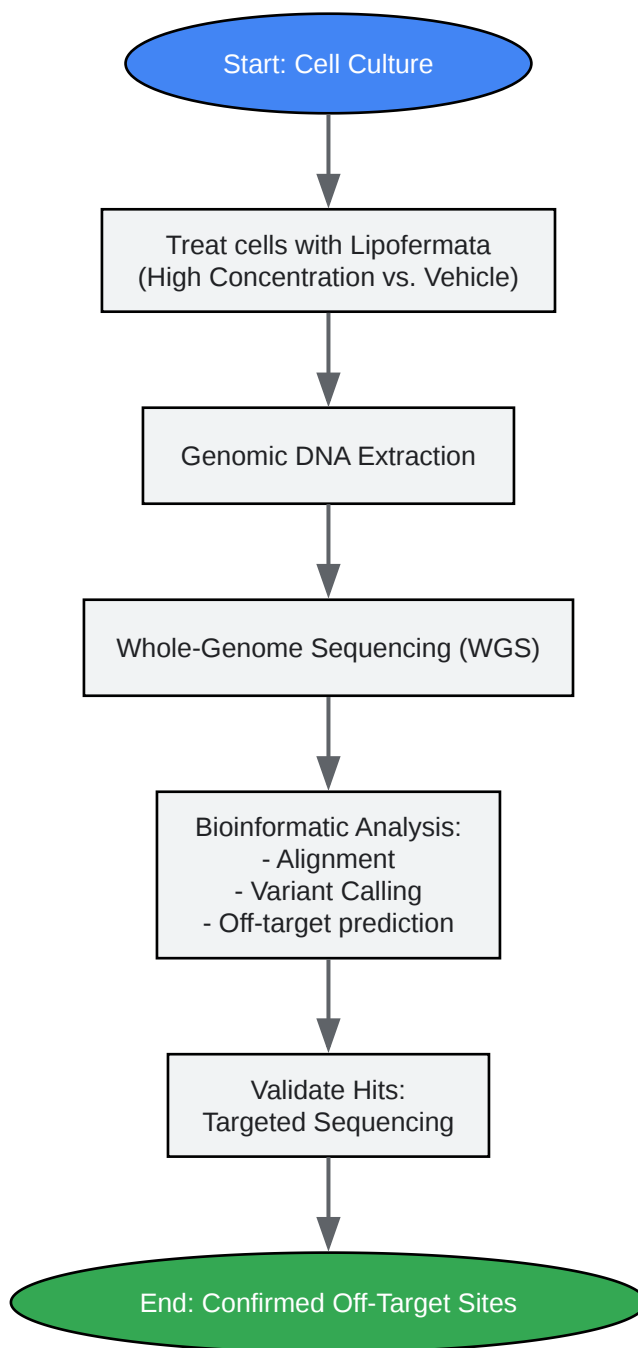 Start: Cell Culture
Treat cells with Lipofermata
(High Concentration vs. Vehicle)
Genomic DNA Extraction
Whole-Genome Sequencing (WGS)
Bioinformatic Analysis:
- Alignment
- Variant Calling
- Off-target prediction
Validate Hits:
Targeted Sequencing
End: Confirmed Off-Target Sites